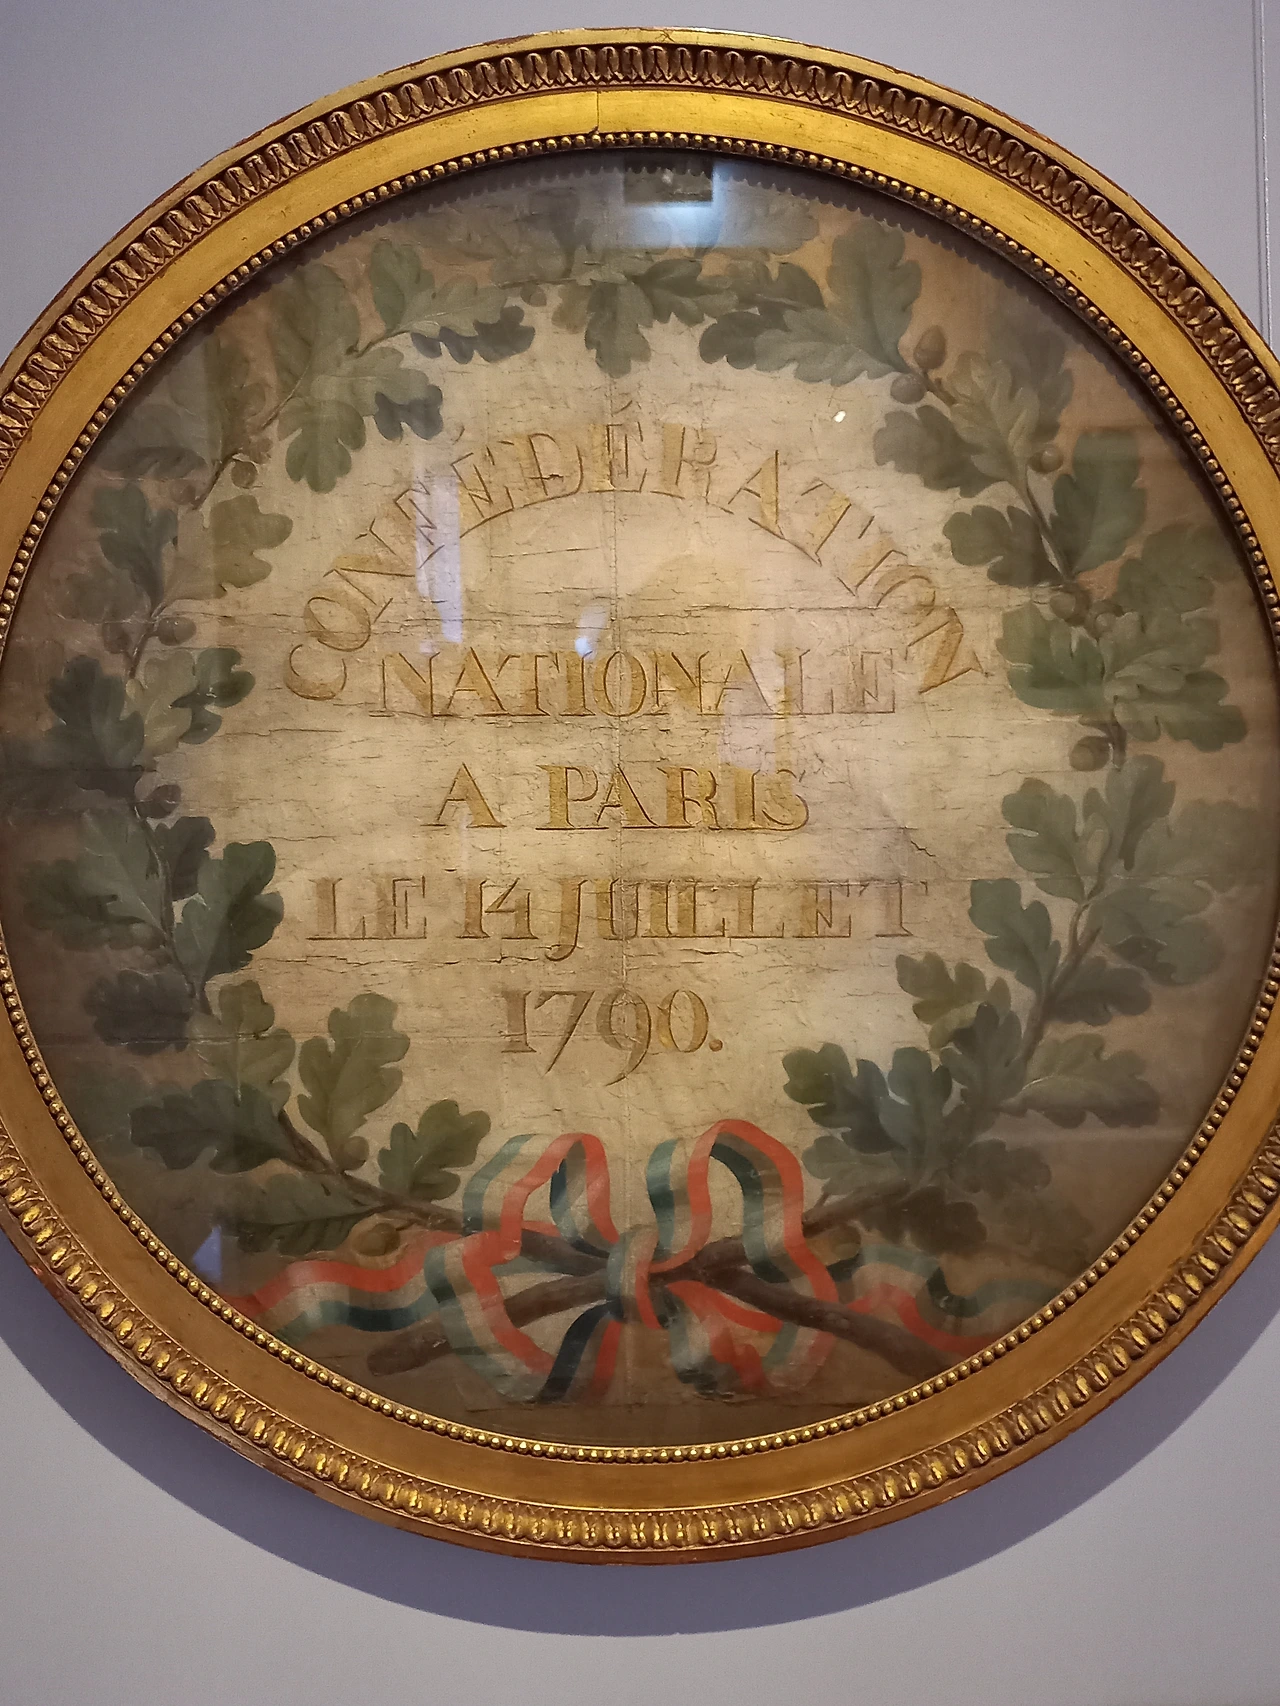 CONFÉDÉRATION
NATIONALE
A PARIS
LE 14 JUILLET
1790.